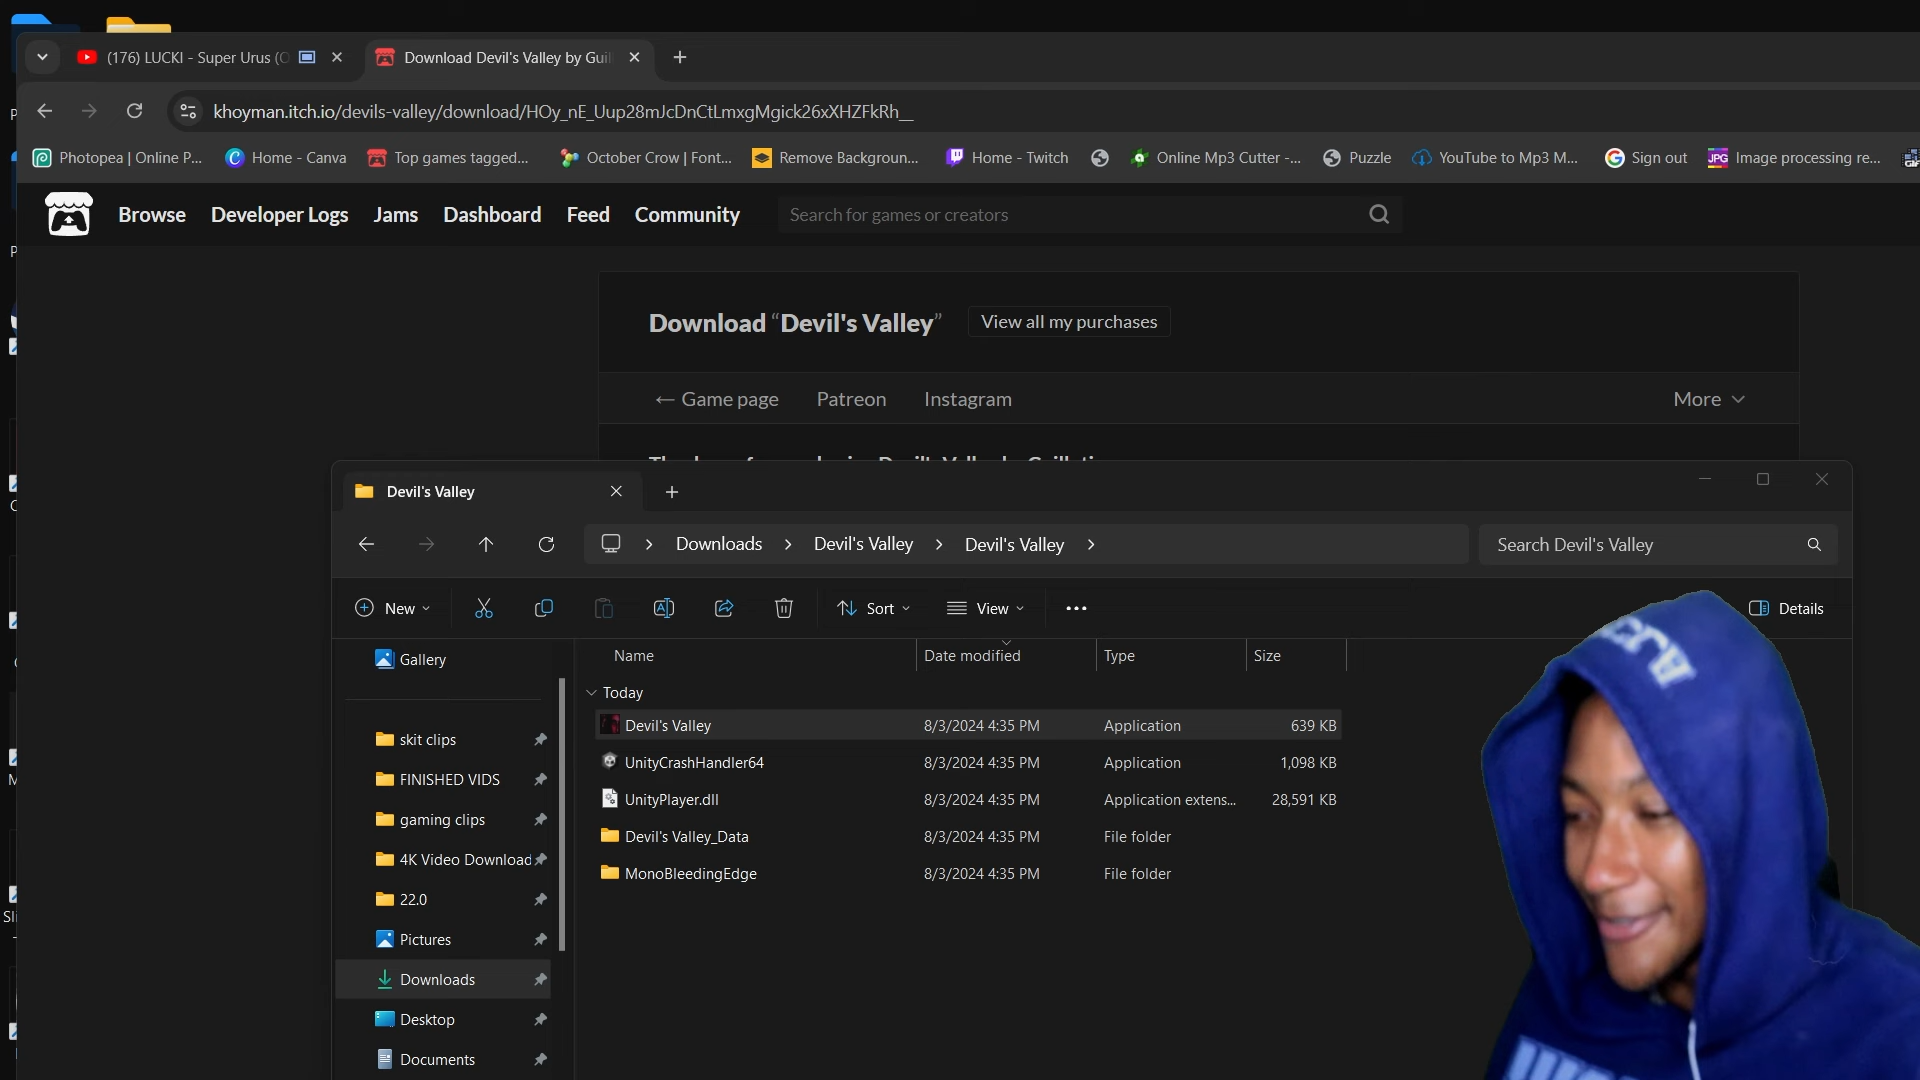 (176) LUCKI - Super Urus (O
Download Devil's Valley by Guil
khoyman.itch.io/devils-valley/download/HOy_nE_Uup28mJcDnCtLmxgMgick26xXHZFkRh__
Photopea | Online P...
Home - Canva
Top games tagged...
October Crow | Font...
Remove Backgroun...
Home - Twitch
Online Mp3 Cutter -...
Puzzle
YouTube to Mp3 M...
Sign out
JPG
Image processing re...
Browse
Developer Logs
Jams
Dashboard
Feed
Community
Search for games or creators
Download “Devil's Valley”
View all my purchases
← Game page
Patreon
Instagram
More
Devil's Valley
Downloads
Devil's Valley
Devil's Valley
Search Devil's Valley
New
Sort
View
Details
Name
Date modified
Type
Size
Gallery
Today
Devil's Valley 8/3/2024 4:35 PM Application 639 KB
UnityCrashHandler64 8/3/2024 4:35 PM Application 1,098 KB
UnityPlayer.dll 8/3/2024 4:35 PM Application extens... 28,591 KB
Devil's Valley_Data 8/3/2024 4:35 PM File folder
MonoBleedingEdge 8/3/2024 4:35 PM File folder
skit clips
FINISHED VIDS
gaming clips
4K Video Download
22.0
Pictures
Downloads
Desktop
Documents